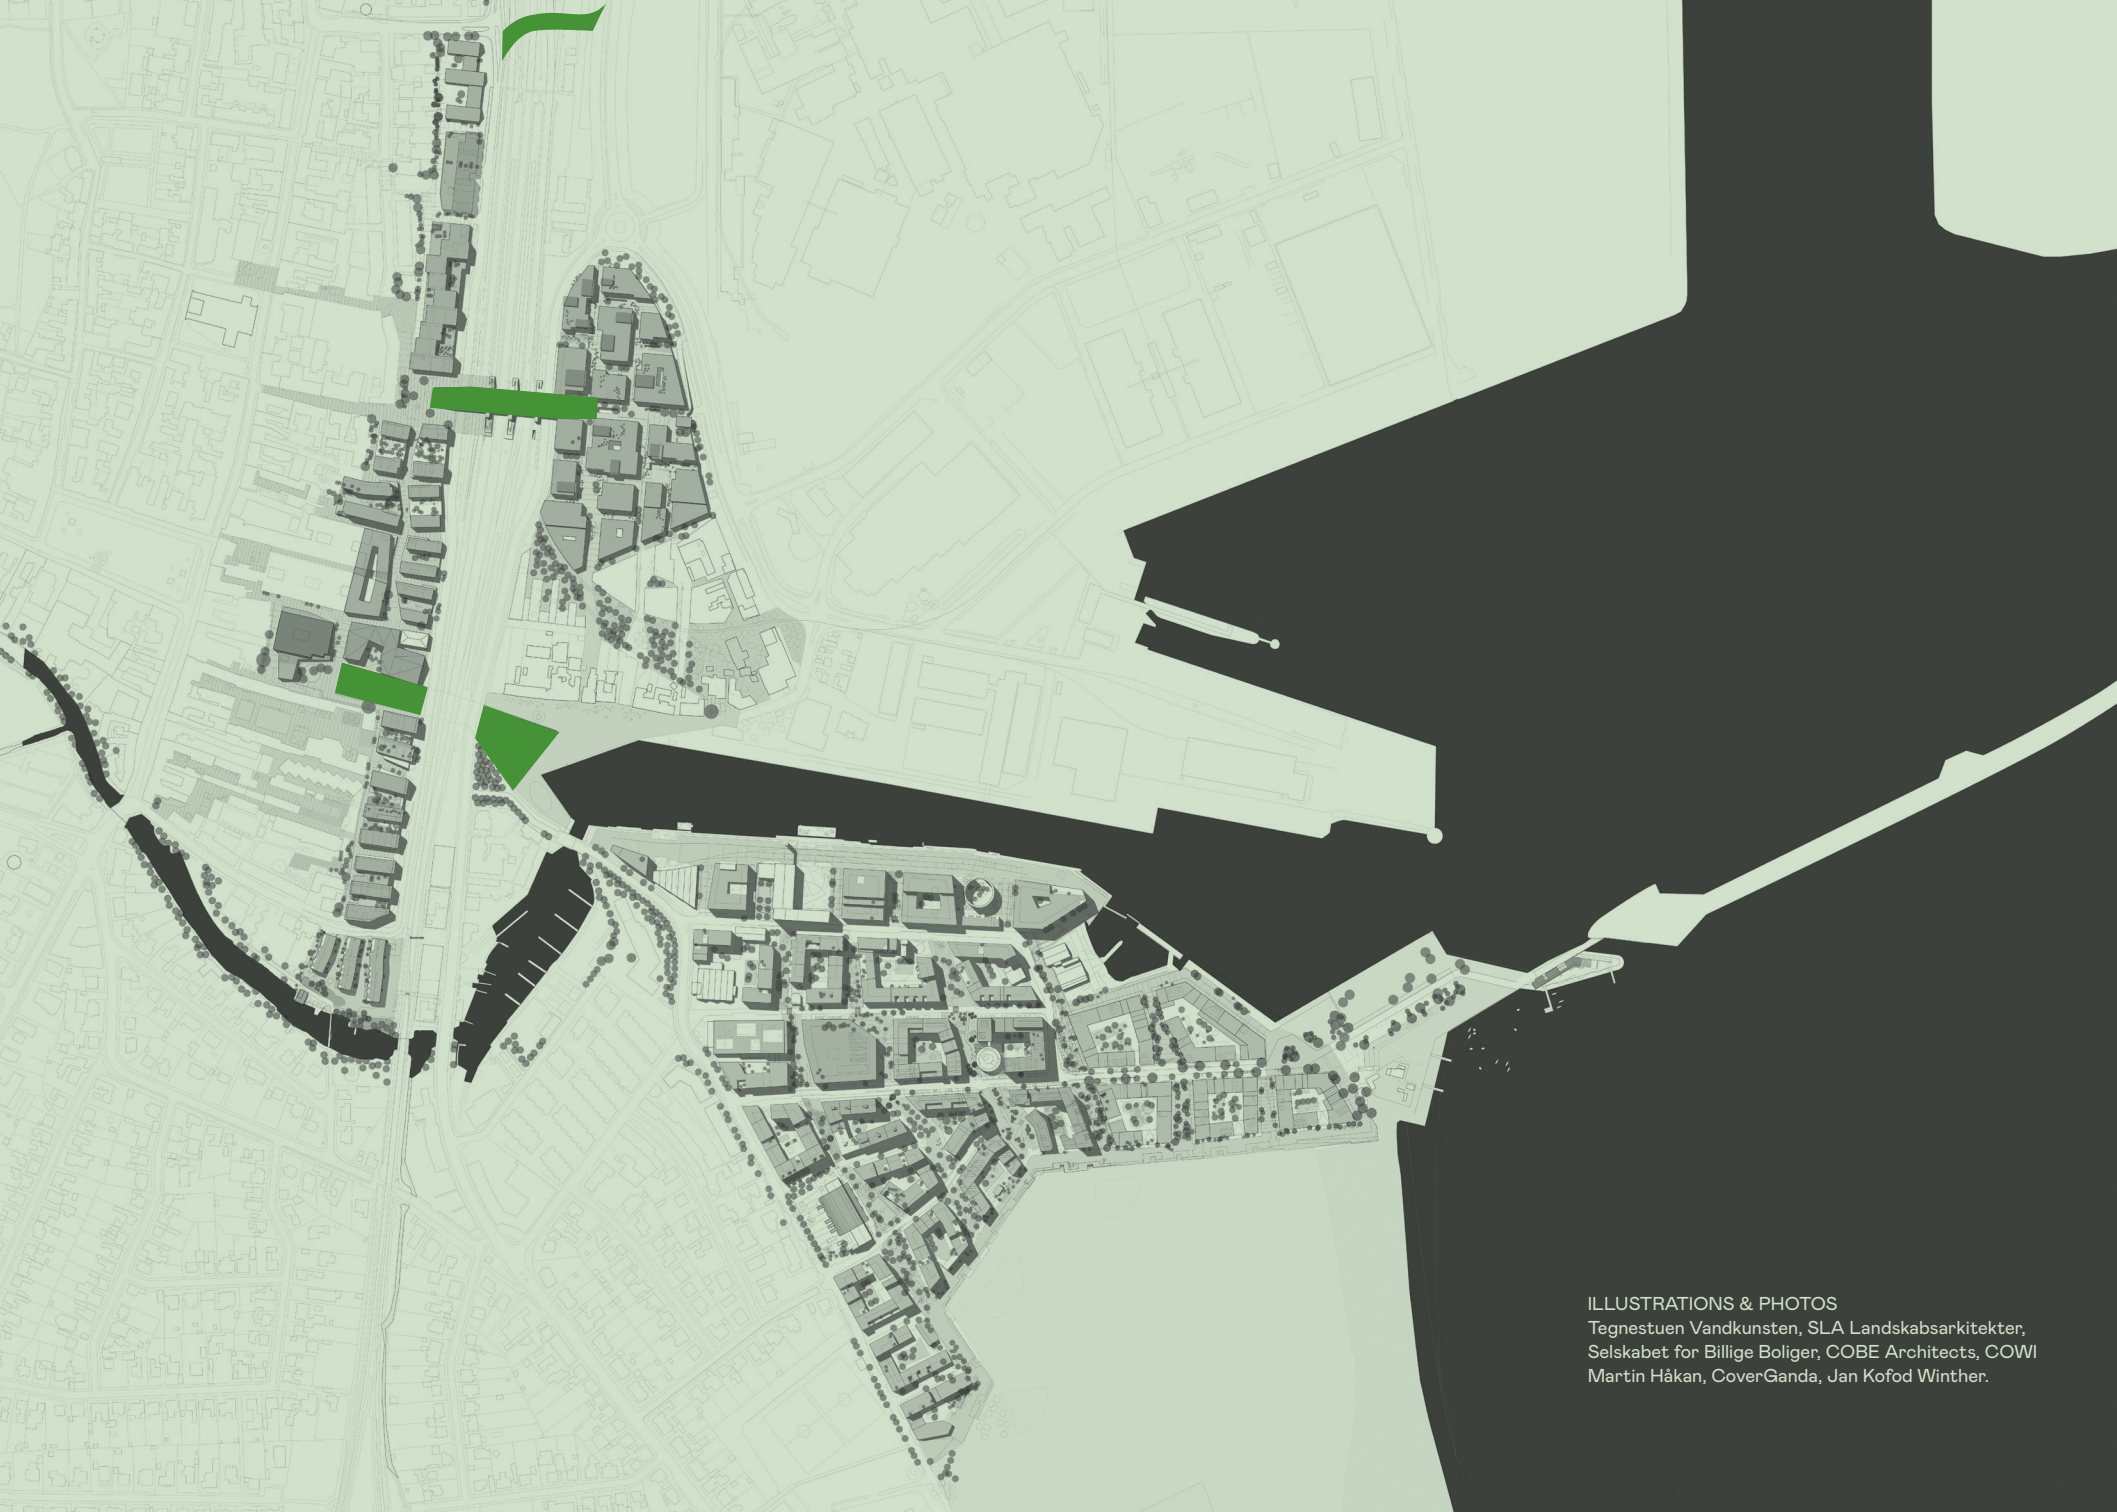 ILLUSTRATIONS & PHOTOS
Tegnestuen Vandkunsten, SLA Landskabsarkitekter,
Selskabet for Billige Boliger, COBE Architects, COWI
Martin Håkan, CoverGanda, Jan Kofod Winther.